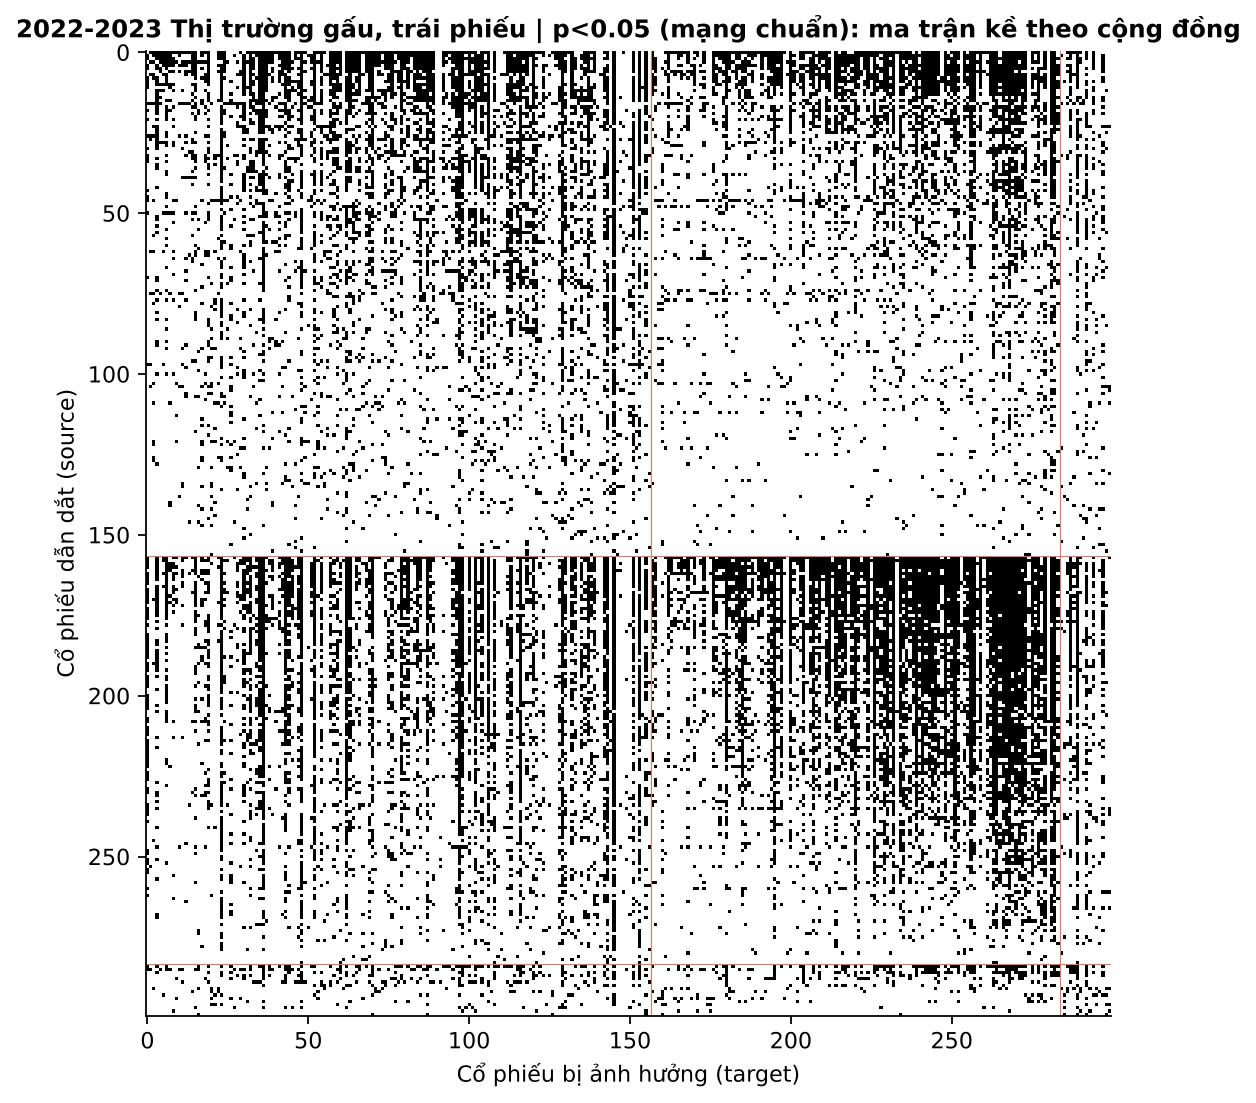 2022-2023 Thị trường gấu, trái phiếu | p<0.05 (mạng chuẩn): ma trận kề theo cộng đồng
0
50
100
150
200
250
Cổ phiếu dẫn dắt (source)
0 50 100 150 200 250
Cổ phiếu bị ảnh hưởng (target)